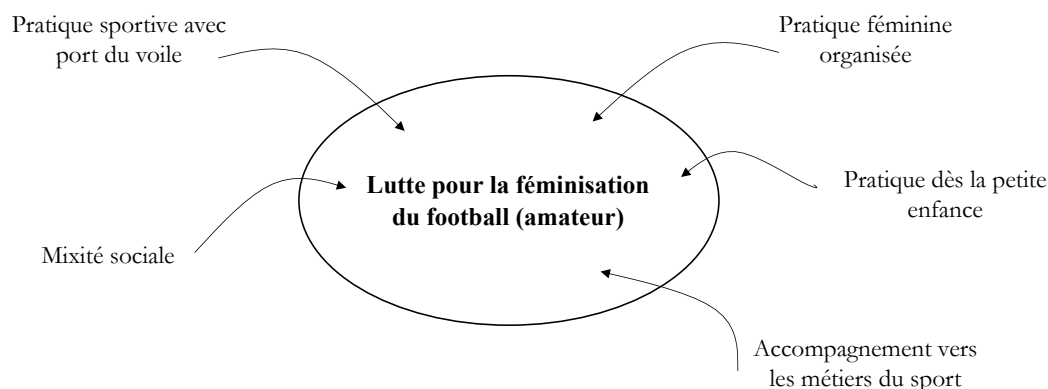 Pratique sportive avec
port du voile
Pratique féminine
organisée
Lutte pour la féminisation
du football (amateur)
Pratique dès la petite
enfance
Mixité sociale
Accompagnement vers
les métiers du sport